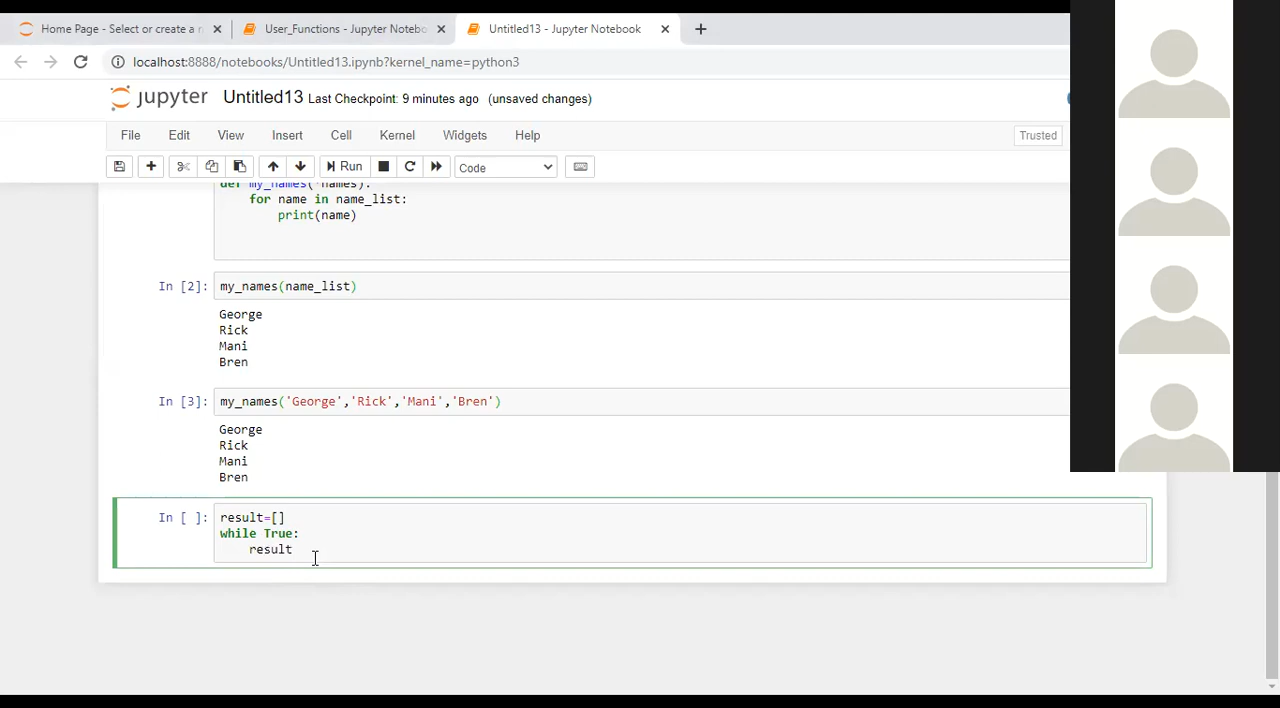 Home Page - Select or create a n
User_Functions - Jupyter Notebo
Untitled13 - Jupyter Notebook
localhost:8888/notebooks/Untitled13.ipynb?kernel_name=python3
jupyter Untitled13 Last Checkpoint: 9 minutes ago (unsaved changes)
File Edit View Insert Cell Kernel Widgets Help
Trusted
Run
Code
def my_names(*names):
for name in name_list:
print(name)
In [2]: my_names(name_list)
George
Rick
Mani
Bren
In [3]: my_names('George','Rick','Mani','Bren')
George
Rick
Mani
Bren
In [ ]: result=[]
while True:
result